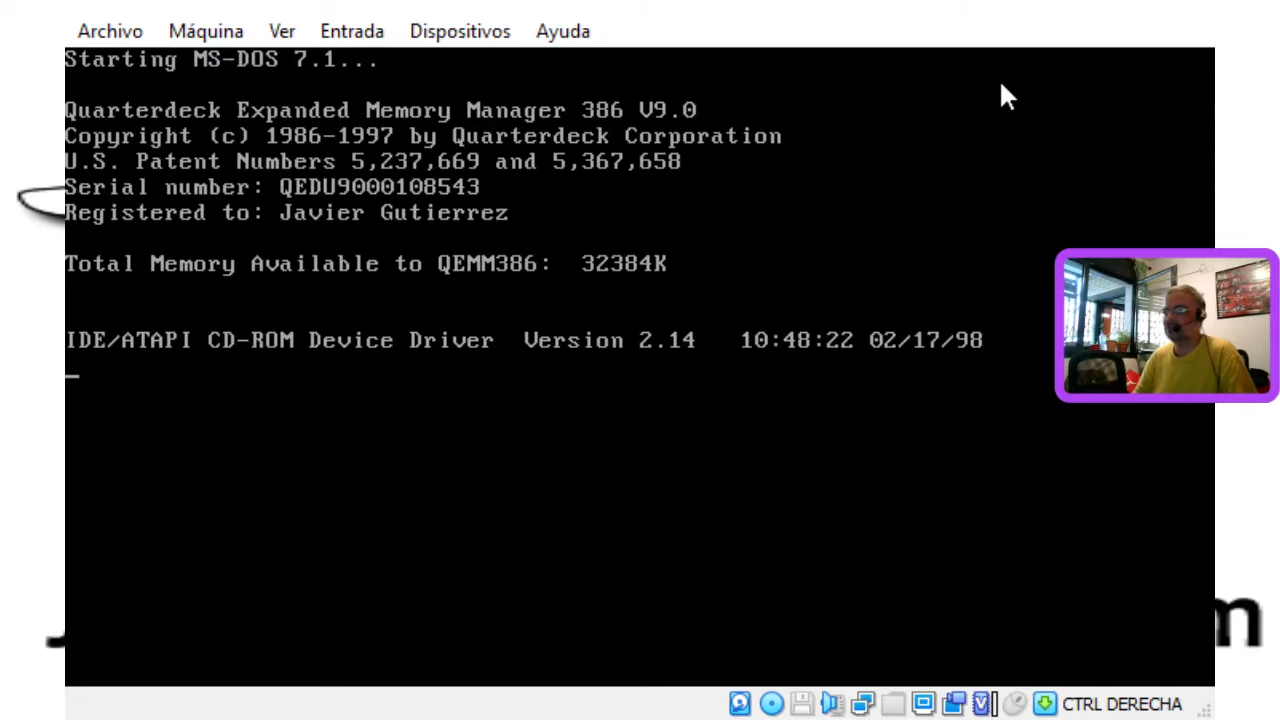 Archivo Máquina Ver Entrada Dispositivos Ayuda
Starting MS-DOS 7.1...
Quarterdeck Expanded Memory Manager 386 V9.0
Copyright (c) 1986-1997 by Quarterdeck Corporation
U.S. Patent Numbers 5,237,669 and 5,367,658
Serial number: QEDU9000108543
Registered to: Javier Gutierrez
Total Memory Available to QEMM386: 32384K
IDE/ATAPI CD-ROM Device Driver Version 2.14 10:48:22 02/17/98
CTRL DERECHA